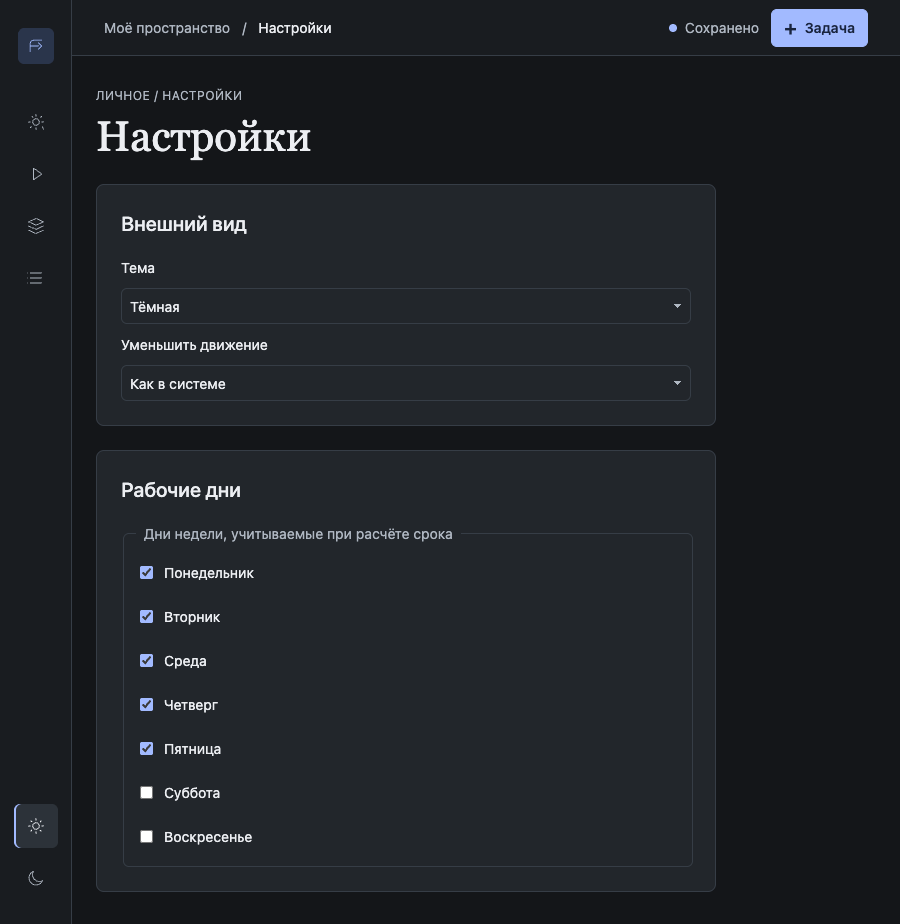 Моё пространство / Настройки
Сохранено
+ Задача
ЛИЧНОЕ / НАСТРОЙКИ
Настройки
Внешний вид
Тема
Тёмная
Уменьшить движение
Как в системе
Рабочие дни
Дни недели, учитываемые при расчёте срока
Понедельник
Вторник
Среда
Четверг
Пятница
Суббота
Воскресенье